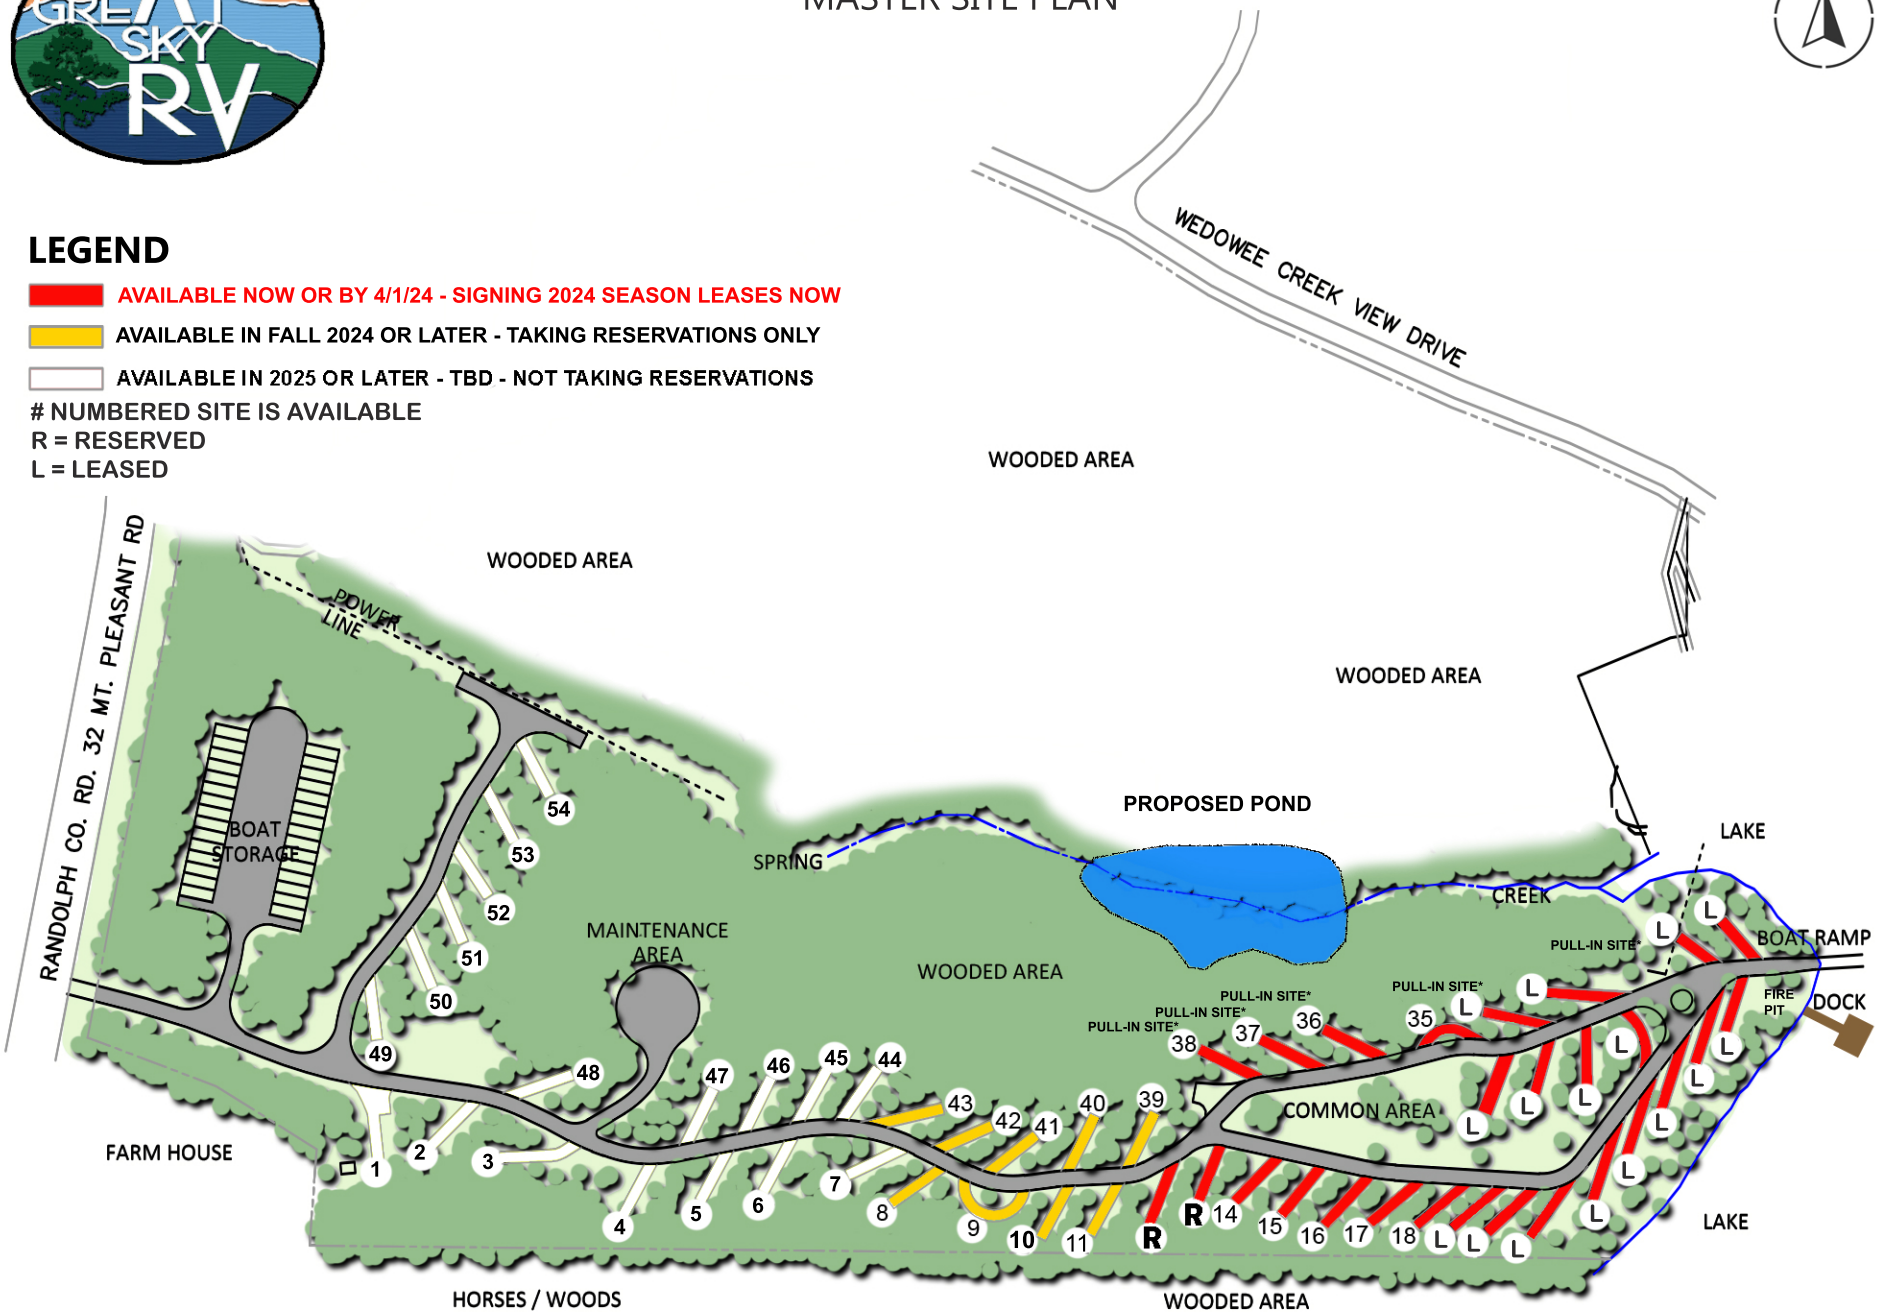 MASTER SITE PLAN
GREAT
SKY
RV
LEGEND
AVAILABLE NOW OR BY 4/1/24 - SIGNING 2024 SEASON LEASES NOW
AVAILABLE IN FALL 2024 OR LATER - TAKING RESERVATIONS ONLY
AVAILABLE IN 2025 OR LATER - TBD - NOT TAKING RESERVATIONS
# NUMBERED SITE IS AVAILABLE
R = RESERVED
L = LEASED
WEDOWEE CREEK VIEW DRIVE
WOODED AREA
WOODED AREA
WOODED AREA
RANDOLPH CO. RD. 32 MT. PLEASANT RD
POWER
LINE
BOAT
STORAGE
54
53
52
51
50
49
MAINTENANCE
AREA
SPRING
PROPOSED POND
WOODED AREA
CREEK
LAKE
BOAT RAMP
FIRE
PIT
DOCK
PULL-IN SITE*
L
L
PULL-IN SITE*
L
L
PULL-IN SITE*
PULL-IN SITE*
PULL-IN SITE*
35
36
37
38
COMMON AREA
L
L
L
L
L
L
L
L
L
48
47
46
45
44
43
42
41
40
39
FARM HOUSE
1
2
3
4
5
6
7
8
9
10
11
R
R
14
15
16
17
18
L
L
L
L
LAKE
HORSES / WOODS
WOODED AREA